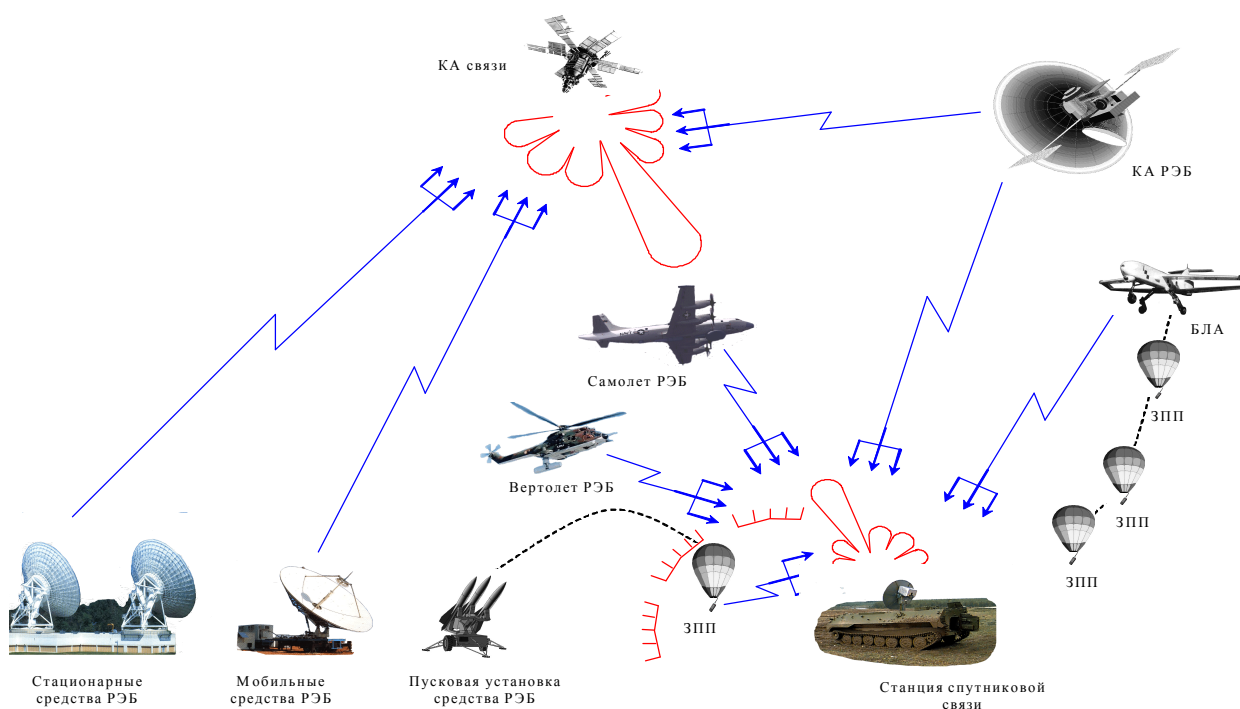 КА связи
КА РЭБ
БЛА
Самолет РЭБ
ЗПП
Вертолет РЭБ
ЗПП
ЗПП
ЗПП
Стационарные
средства РЭБ
Мобильные
средства РЭБ
Пусковая установка
средства РЭБ
Станция спутниковой
связи